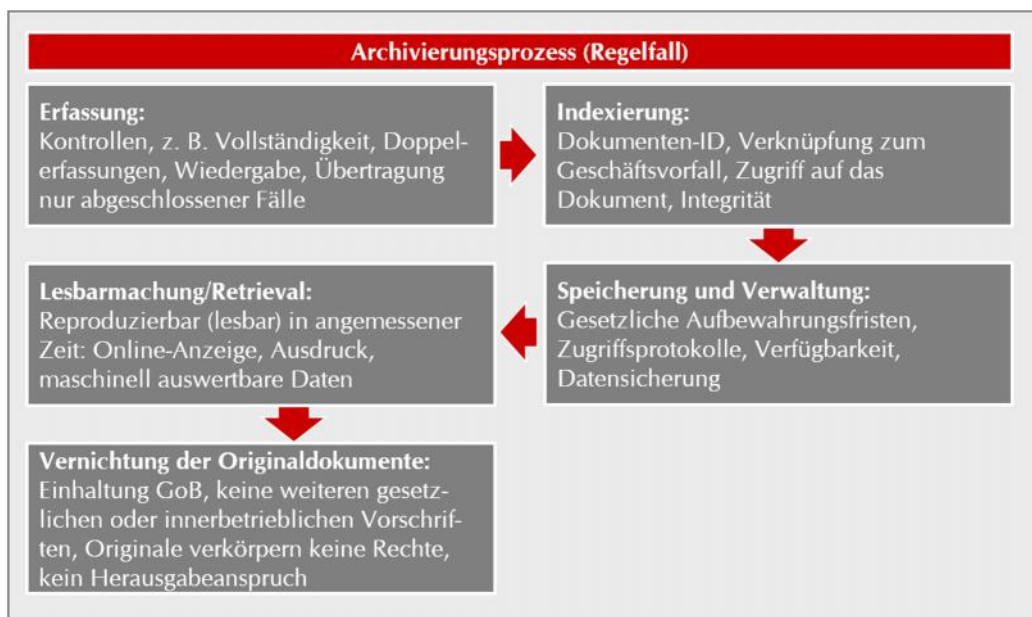 Archivierungsprozess (Regelfall)
Erfassung:
Kontrollen, z. B. Vollständigkeit, Doppel-
erfassungen, Wiedergabe, Übertragung
nur abgeschlossener Fälle
Indexierung:
Dokumenten-ID, Verknüpfung zum
Geschäftsvorfall, Zugriff auf das
Dokument, Integrität
Speicherung und Verwaltung:
Gesetzliche Aufbewahrungsfristen,
Zugriffsprotokolle, Verfügbarkeit,
Datensicherung
Lesbarmachung/Retrieval:
Reproduzierbar (lesbar) in angemessener
Zeit: Online-Anzeige, Ausdruck,
maschinell auswertbare Daten
Vernichtung der Originaldokumente:
Einhaltung GoB, keine weiteren gesetz-
lichen oder innerbetrieblichen Vorschrif-
ten, Originale verkörpern keine Rechte,
kein Herausgabeanspruch